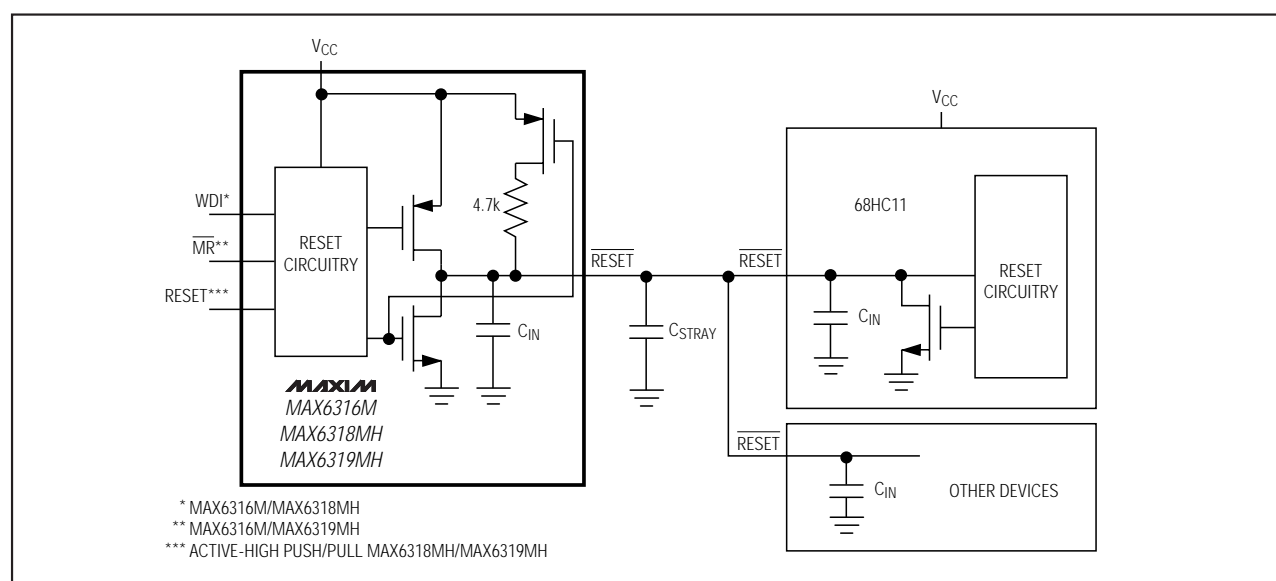 VCC
WDI*
MR**
RESET***
RESET
CIRCUITRY
4.7k
CIN
MAXIM
MAX6316M
MAX6318MH
MAX6319MH
RESET
CSTRAY
RESET
VCC
68HC11
CIN
RESET
CIRCUITRY
RESET
CIN
OTHER DEVICES
* MAX6316M/MAX6318MH
** MAX6316M/MAX6319MH
*** ACTIVE-HIGH PUSH/PULL MAX6318MH/MAX6319MH